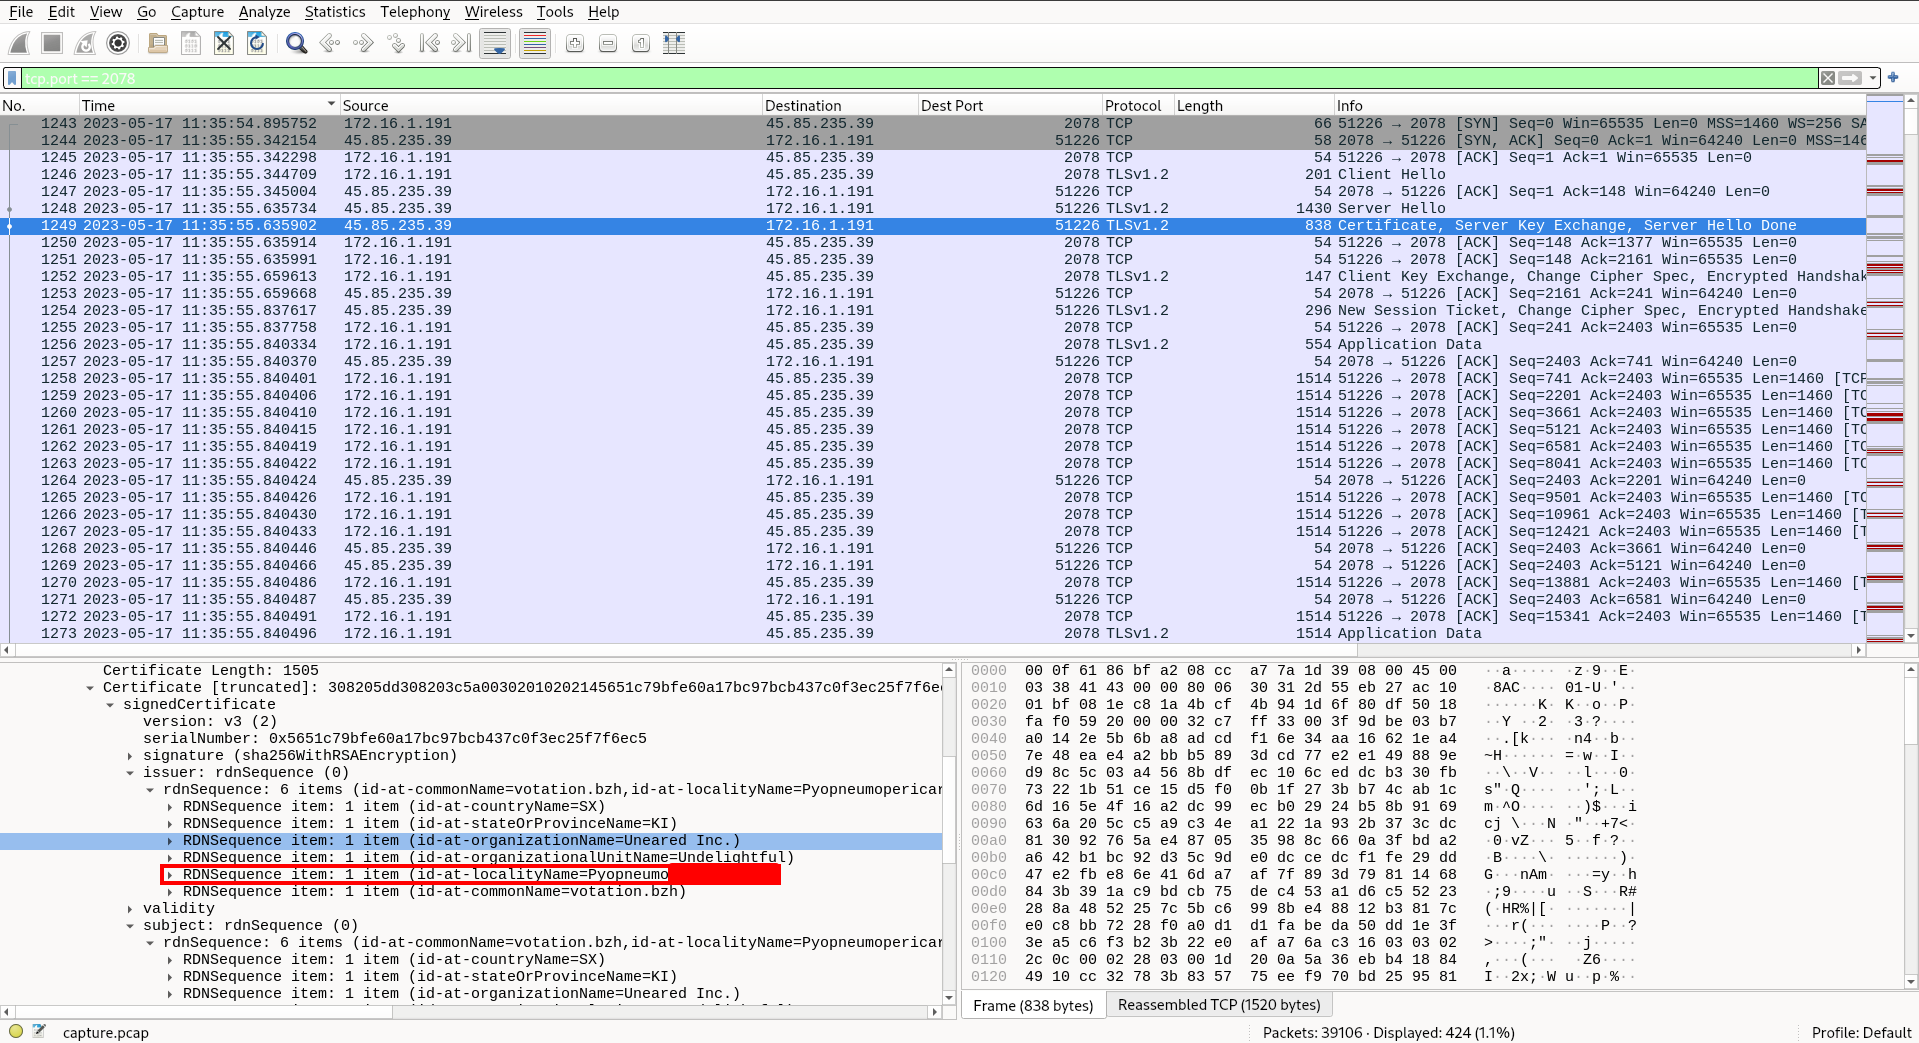 File Edit View Go Capture Analyze Statistics Telephony Wireless Tools Help
tcp.port == 2078
No. Time Source Destination Dest Port Protocol Length Info
1243 2023-05-17 11:35:54.895752 172.16.1.191 45.85.235.39 2078 TCP 66 51226 → 2078 [SYN] Seq=0 Win=65535 Len=0 MSS=1460 WS=256 SA
1244 2023-05-17 11:35:55.342154 45.85.235.39 172.16.1.191 51226 TCP 58 2078 → 51226 [SYN, ACK] Seq=0 Ack=1 Win=64240 Len=0 MSS=146
1245 2023-05-17 11:35:55.342298 172.16.1.191 45.85.235.39 2078 TCP 54 51226 → 2078 [ACK] Seq=1 Ack=1 Win=65535 Len=0
1246 2023-05-17 11:35:55.344709 172.16.1.191 45.85.235.39 2078 TLSv1.2 201 Client Hello
1247 2023-05-17 11:35:55.345004 45.85.235.39 172.16.1.191 51226 TCP 54 2078 → 51226 [ACK] Seq=1 Ack=148 Win=64240 Len=0
1248 2023-05-17 11:35:55.635734 45.85.235.39 172.16.1.191 51226 TLSv1.2 1430 Server Hello
1249 2023-05-17 11:35:55.635902 45.85.235.39 172.16.1.191 51226 TLSv1.2 838 Certificate, Server Key Exchange, Server Hello Done
1250 2023-05-17 11:35:55.635914 172.16.1.191 45.85.235.39 2078 TCP 54 51226 → 2078 [ACK] Seq=148 Ack=1377 Win=65535 Len=0
1251 2023-05-17 11:35:55.635991 172.16.1.191 45.85.235.39 2078 TCP 54 51226 → 2078 [ACK] Seq=148 Ack=2161 Win=65535 Len=0
1252 2023-05-17 11:35:55.659613 172.16.1.191 45.85.235.39 2078 TLSv1.2 147 Client Key Exchange, Change Cipher Spec, Encrypted Handshak
1253 2023-05-17 11:35:55.659668 45.85.235.39 172.16.1.191 51226 TCP 54 2078 → 51226 [ACK] Seq=2161 Ack=241 Win=64240 Len=0
1254 2023-05-17 11:35:55.837617 45.85.235.39 172.16.1.191 51226 TLSv1.2 296 New Session Ticket, Change Cipher Spec, Encrypted Handshake
1255 2023-05-17 11:35:55.837758 172.16.1.191 45.85.235.39 2078 TCP 54 51226 → 2078 [ACK] Seq=241 Ack=2403 Win=65535 Len=0
1256 2023-05-17 11:35:55.840334 172.16.1.191 45.85.235.39 2078 TLSv1.2 554 Application Data
1257 2023-05-17 11:35:55.840370 45.85.235.39 172.16.1.191 51226 TCP 54 2078 → 51226 [ACK] Seq=2403 Ack=741 Win=64240 Len=0
1258 2023-05-17 11:35:55.840401 172.16.1.191 45.85.235.39 2078 TCP 1514 51226 → 2078 [ACK] Seq=741 Ack=2403 Win=65535 Len=1460 [TCP
1259 2023-05-17 11:35:55.840406 172.16.1.191 45.85.235.39 2078 TCP 1514 51226 → 2078 [ACK] Seq=2201 Ack=2403 Win=65535 Len=1460 [TC
1260 2023-05-17 11:35:55.840410 172.16.1.191 45.85.235.39 2078 TCP 1514 51226 → 2078 [ACK] Seq=3661 Ack=2403 Win=65535 Len=1460 [TC
1261 2023-05-17 11:35:55.840415 172.16.1.191 45.85.235.39 2078 TCP 1514 51226 → 2078 [ACK] Seq=5121 Ack=2403 Win=65535 Len=1460 [TC
1262 2023-05-17 11:35:55.840419 172.16.1.191 45.85.235.39 2078 TCP 1514 51226 → 2078 [ACK] Seq=6581 Ack=2403 Win=65535 Len=1460 [TC
1263 2023-05-17 11:35:55.840422 172.16.1.191 45.85.235.39 2078 TCP 1514 51226 → 2078 [ACK] Seq=8041 Ack=2403 Win=65535 Len=1460 [TC
1264 2023-05-17 11:35:55.840424 45.85.235.39 172.16.1.191 51226 TCP 54 2078 → 51226 [ACK] Seq=2403 Ack=2201 Win=64240 Len=0
1265 2023-05-17 11:35:55.840426 172.16.1.191 45.85.235.39 2078 TCP 1514 51226 → 2078 [ACK] Seq=9501 Ack=2403 Win=65535 Len=1460 [TC
1266 2023-05-17 11:35:55.840430 172.16.1.191 45.85.235.39 2078 TCP 1514 51226 → 2078 [ACK] Seq=10961 Ack=2403 Win=65535 Len=1460 [T
1267 2023-05-17 11:35:55.840433 172.16.1.191 45.85.235.39 2078 TCP 1514 51226 → 2078 [ACK] Seq=12421 Ack=2403 Win=65535 Len=1460 [T
1268 2023-05-17 11:35:55.840446 45.85.235.39 172.16.1.191 51226 TCP 54 2078 → 51226 [ACK] Seq=2403 Ack=3661 Win=64240 Len=0
1269 2023-05-17 11:35:55.840466 45.85.235.39 172.16.1.191 51226 TCP 54 2078 → 51226 [ACK] Seq=2403 Ack=5121 Win=64240 Len=0
1270 2023-05-17 11:35:55.840486 172.16.1.191 45.85.235.39 2078 TCP 1514 51226 → 2078 [ACK] Seq=13881 Ack=2403 Win=65535 Len=1460 [T
1271 2023-05-17 11:35:55.840487 45.85.235.39 172.16.1.191 51226 TCP 54 2078 → 51226 [ACK] Seq=2403 Ack=6581 Win=64240 Len=0
1272 2023-05-17 11:35:55.840491 172.16.1.191 45.85.235.39 2078 TCP 1514 51226 → 2078 [ACK] Seq=15341 Ack=2403 Win=65535 Len=1460 [T
1273 2023-05-17 11:35:55.840496 172.16.1.191 45.85.235.39 2078 TLSv1.2 1514 Application Data
Certificate Length: 1505
Certificate [truncated]: 308205dd308203c5a00302010202145651c79bfe60a17bc97bcb437c0f3ec25f7f6e
signedCertificate
version: v3 (2)
serialNumber: 0x5651c79bfe60a17bc97bcb437c0f3ec25f7f6ec5
signature (sha256WithRSAEncryption)
issuer: rdnSequence (0)
rdnSequence: 6 items (id-at-commonName=votation.bzh,id-at-localityName=Pyopneumopericar
RDNSequence item: 1 item (id-at-countryName=SX)
RDNSequence item: 1 item (id-at-stateOrProvinceName=KI)
RDNSequence item: 1 item (id-at-organizationName=Uneared Inc.)
RDNSequence item: 1 item (id-at-organizationalUnitName=Undelightful)
RDNSequence item: 1 item (id-at-localityName=Pyopneumo
RDNSequence item: 1 item (id-at-commonName=votation.bzh)
validity
subject: rdnSequence (0)
rdnSequence: 6 items (id-at-commonName=votation.bzh,id-at-localityName=Pyopneumopericar
RDNSequence item: 1 item (id-at-countryName=SX)
RDNSequence item: 1 item (id-at-stateOrProvinceName=KI)
RDNSequence item: 1 item (id-at-organizationName=Uneared Inc.)
0000 00 0f 61 86 bf a2 08 cc a7 7a 1d 39 08 00 45 00 ··a····· ·z·9··E·
0010 03 38 41 43 00 00 80 06 30 31 2d 55 eb 27 ac 10 ·8AC···· 01-U·'··
0020 01 bf 08 1e c8 1a 4b cf 4b 94 1d 6f 80 df 50 18 ······K· K··o··P·
0030 fa f0 59 20 00 00 32 c7 ff 33 00 3f 9d be 03 b7 ··Y ··2· ·3·?····
0040 a0 14 2e 5b 6b a8 ad cd f1 6e 34 aa 16 62 1e a4 ··.[k··· ·n4··b··
0050 7e 48 ea e4 a2 bb b5 89 3d cd 77 e2 e1 49 88 9e ~H······ =·w··I··
0060 d9 8c 5c 03 a4 56 8b df ec 10 6c ed dc b3 30 fb ··\··V·· ··l···0·
0070 73 22 1b 51 ce 15 d5 f0 0b 1f 27 3b b7 4c ab 1c s"·Q···· ··';·L··
0080 6d 16 5e 4f 16 a2 dc 99 ec b0 29 24 b5 8b 91 69 m·^O···· ··)$···i
0090 63 6a 20 5c c5 a9 c3 4e a1 22 1a 93 2b 37 3c dc cj \···N ·"··+7<·
00a0 81 30 92 76 5a e4 87 05 35 98 8c 66 0a 3f bd a2 ·0·vZ··· 5··f·?··
00b0 a6 42 b1 bc 92 d3 5c 9d e0 dc ce dc f1 fe 29 dd ·B····\· ······)·
00c0 47 e2 fb e8 6e 41 6d a7 af 7f 89 3d 79 81 14 68 G···nAm· ···=y··h
00d0 84 3b 39 1a c9 bd cb 75 de c4 53 a1 d6 c5 52 23 ·;9····u ··S···R#
00e0 28 8a 48 52 25 7c 5b c6 99 8b e4 88 12 b3 81 7c (·HR%|[· ·······|
00f0 e0 c8 bb 72 28 f0 a0 d1 d1 fa be da 50 dd 1e 3f ···r(··· ····P··?
0100 3e a5 c6 f3 b2 3b 22 e0 af a7 6a c3 16 03 03 02 >····;"· ··j·····
0110 2c 0c 00 02 28 03 00 1d 20 0a 5a 36 eb b4 18 84 ,···(··· ·Z6····
0120 49 10 cc 32 78 3b 83 57 75 ee f9 70 bd 25 95 81 I··2x;·W u··p·%··
Frame (838 bytes) Reassembled TCP (1520 bytes)
capture.pcap Packets: 39106 · Displayed: 424 (1.1%) Profile: Default